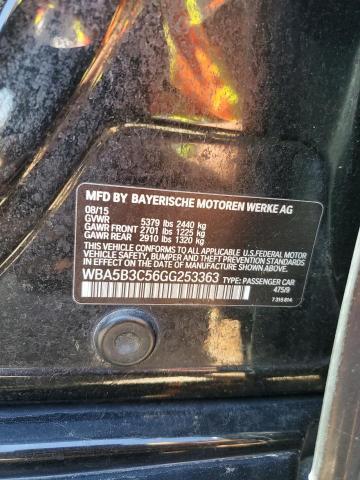 MFD BY BAYERISCHE MOTOREN WERKE AG
08/15
GVWR 5379 lbs 2440 kg
GAWR FRONT 2701 lbs 1225 kg
GAWR REAR 2910 lbs 1320 kg
THIS VEHICLE CONFORMS TO ALL APPLICABLE U.S.FEDERAL MOTOR
VEHICLE SAFETY, BUMPER, AND THEFT PREVENTION
STANDARDS IN EFFECT ON THE DATE OF MANUFACTURE SHOWN ABOVE.
WBA5B3C56GG253363 TYPE: PASSENGER CAR
475/9
7 315 814